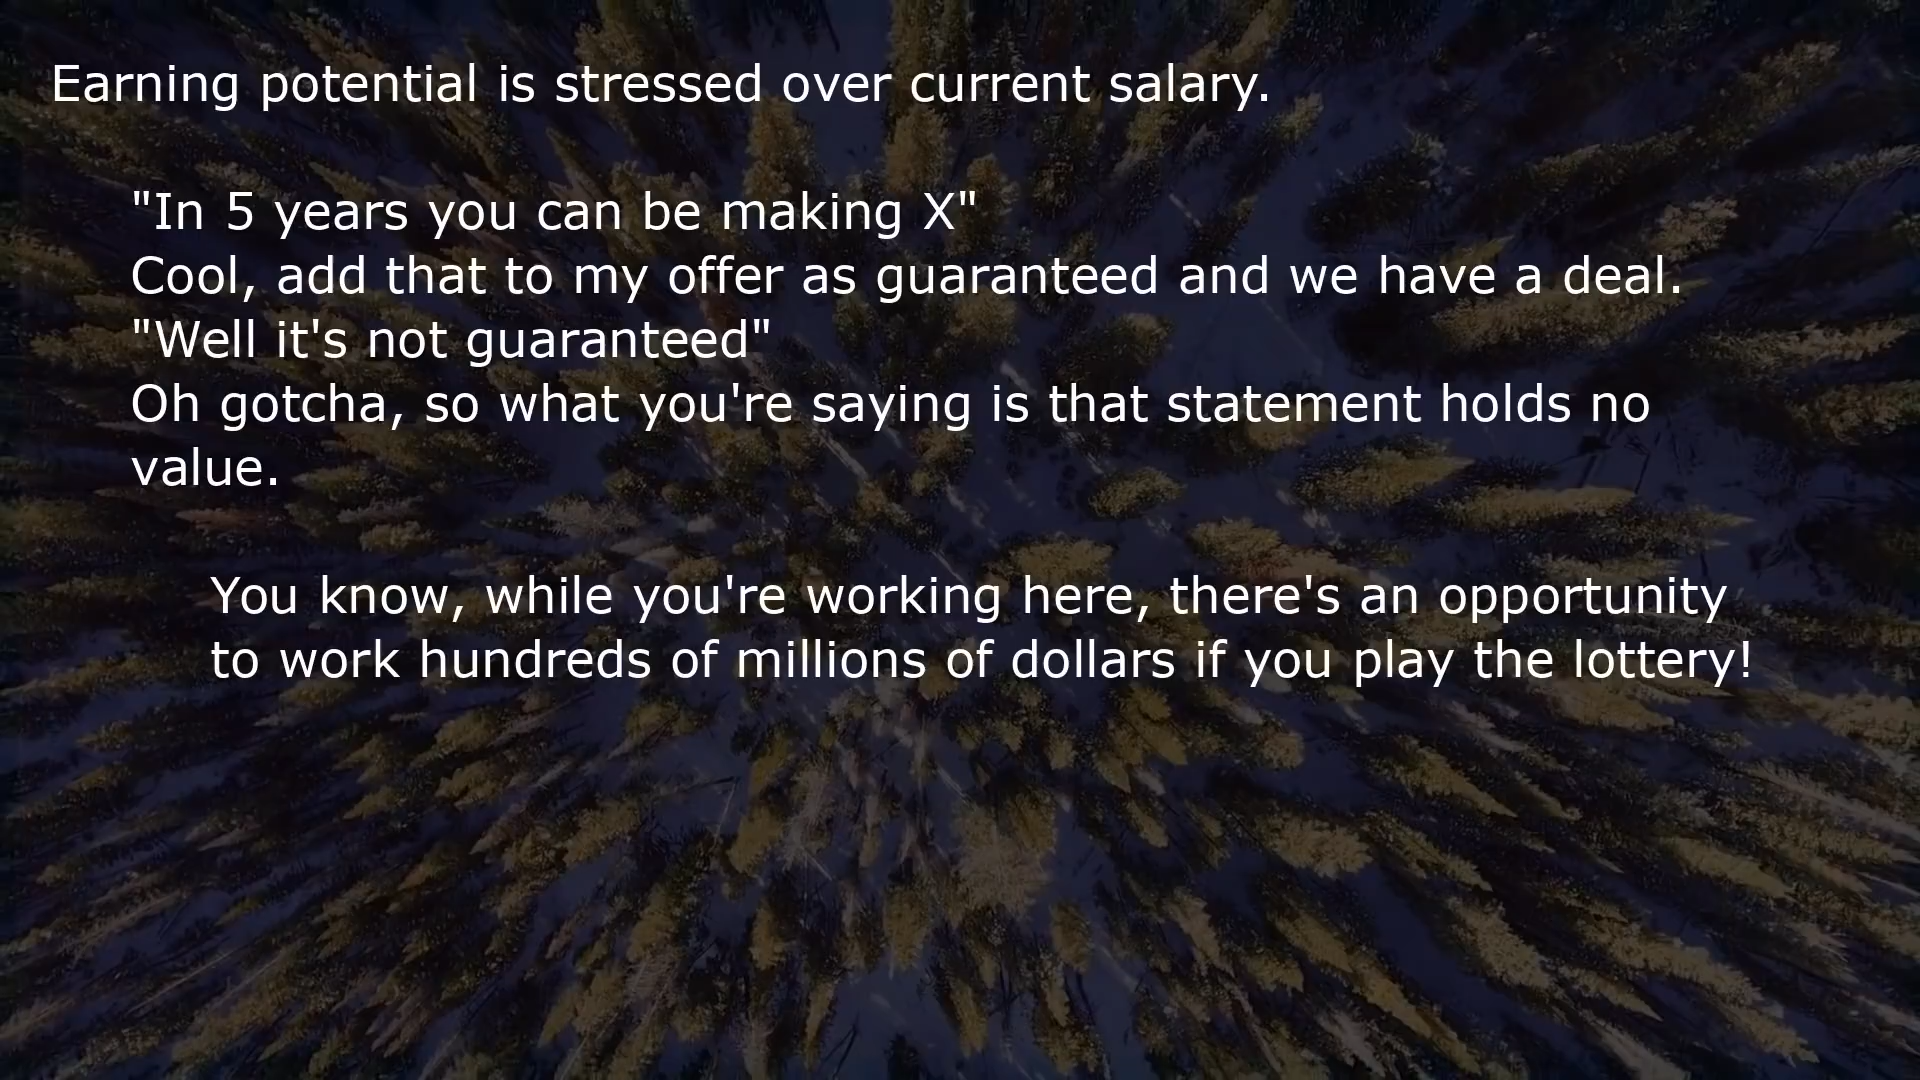 Earning potential is stressed over current salary.
"In 5 years you can be making X"
Cool, add that to my offer as guaranteed and we have a deal.
"Well it's not guaranteed"
Oh gotcha, so what you're saying is that statement holds no
value.
You know, while you're working here, there's an opportunity
to work hundreds of millions of dollars if you play the lottery!